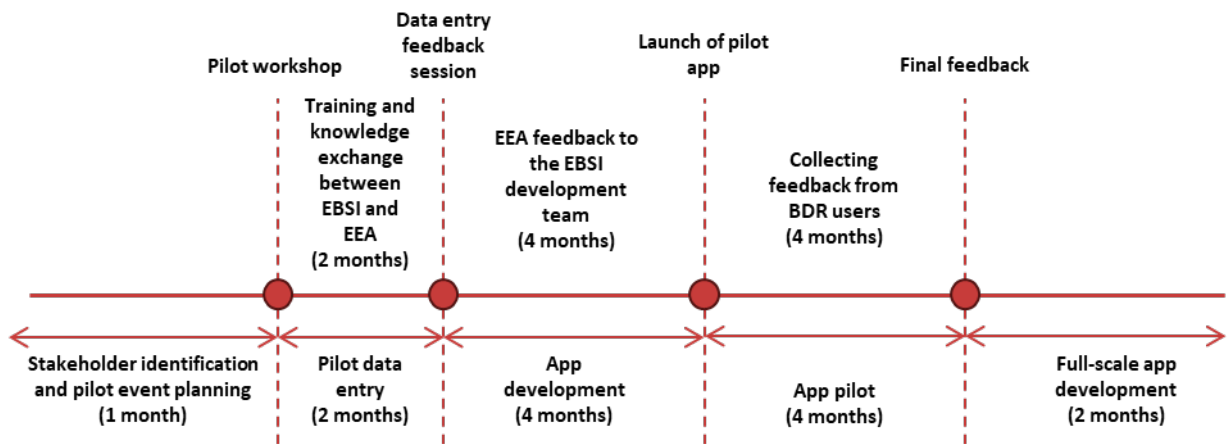 Pilot workshop
Data entry
feedback
session
Launch of pilot
app
Final feedback
Training and
knowledge
exchange
between
EBSI and
EEA
(2 months)
EEA feedback to
the EBSI
development
team
(4 months)
Collecting
feedback from
BDR users
(4 months)
Stakeholder identification
and pilot event planning
(1 month)
Pilot data
entry
(2 months)
App
development
(4 months)
App pilot
(4 months)
Full-scale app
development
(2 months)